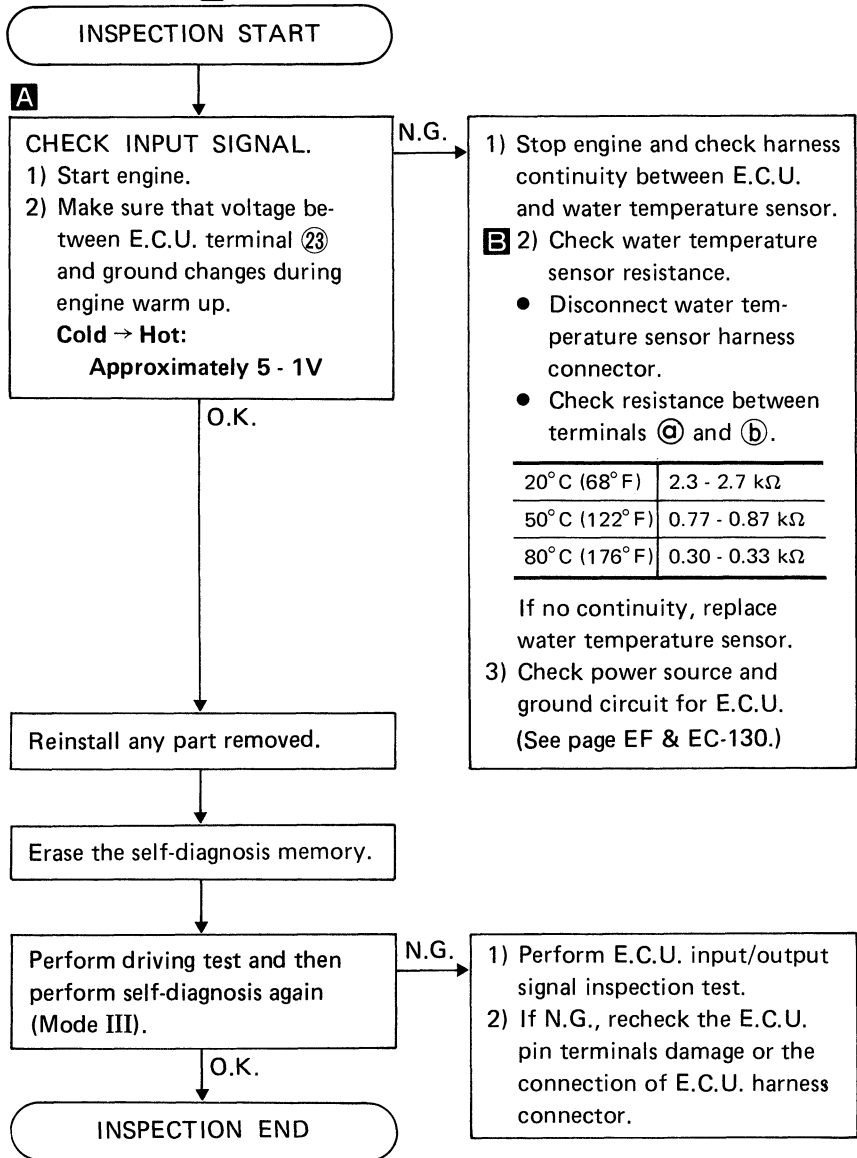 INSPECTION START
A
CHECK INPUT SIGNAL.
1) Start engine.
2) Make sure that voltage be-
tween E.C.U. terminal ㉓
and ground changes during
engine warm up.
Cold → Hot:
Approximately 5 - 1V
N.G.
1) Stop engine and check harness
continuity between E.C.U.
and water temperature sensor.
B 2) Check water temperature
sensor resistance.
● Disconnect water tem-
perature sensor harness
connector.
● Check resistance between
terminals ⓐ and ⓑ.
20°C (68°F) 2.3 - 2.7 kΩ
50°C (122°F) 0.77 - 0.87 kΩ
80°C (176°F) 0.30 - 0.33 kΩ
If no continuity, replace
water temperature sensor.
3) Check power source and
ground circuit for E.C.U.
(See page EF & EC-130.)
O.K.
Reinstall any part removed.
Erase the self-diagnosis memory.
Perform driving test and then
perform self-diagnosis again
(Mode III).
N.G.
1) Perform E.C.U. input/output
signal inspection test.
2) If N.G., recheck the E.C.U.
pin terminals damage or the
connection of E.C.U. harness
connector.
O.K.
INSPECTION END